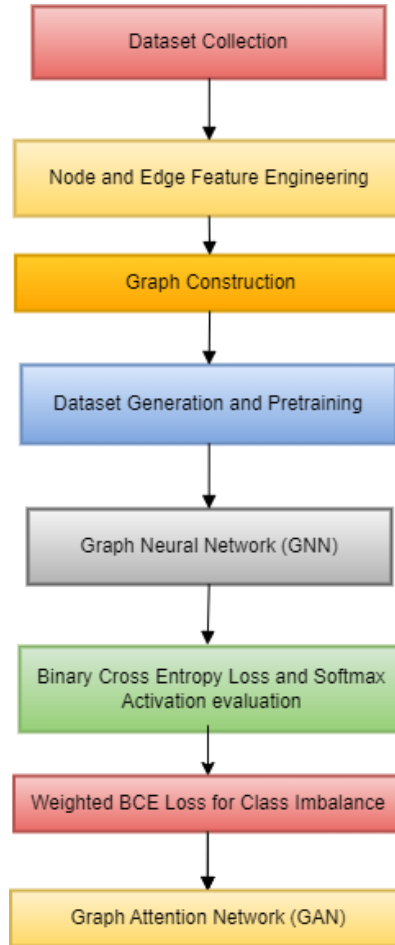 Dataset Collection
Node and Edge Feature Engineering
Graph Construction
Dataset Generation and Pretraining
Graph Neural Network (GNN)
Binary Cross Entropy Loss and Softmax
Activation evaluation
Weighted BCE Loss for Class Imbalance
Graph Attention Network (GAN)